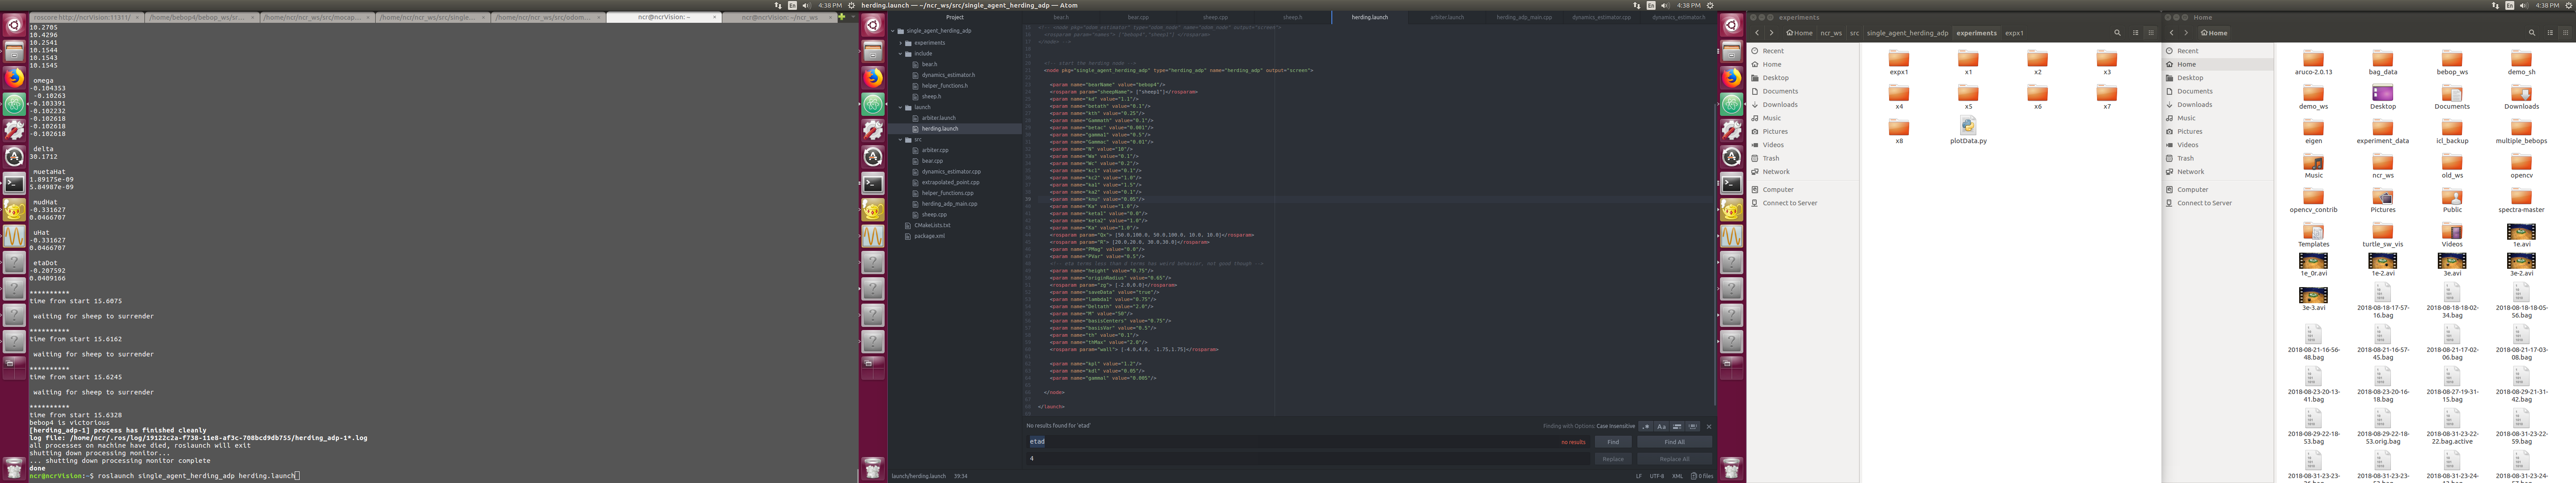 roscore http://ncrVision:11311/
/home/bebop4/bebop_ws/sr...
/home/ncr/ncr_ws/src/mocap...
/home/ncr/ncr_ws/src/single...
/home/ncr/ncr_ws/src/odom...
ncr@ncrVision: ~
ncr@ncrVision: ~/ncr_ws
En 4:38 PM
10.2705
10.4296
10.2541
10.1544
10.1543
10.1545
omega
-0.104353
-0.10263
-0.103391
-0.102232
-0.102618
-0.102618
-0.102618
delta
30.1712
muetaHat
1.89175e-09
5.84987e-09
mudHat
-0.331627
0.0466707
uHat
-0.331627
0.0466707
etaDot
-0.207592
0.0409166
**********
time from start 15.6075
waiting for sheep to surrender
**********
time from start 15.6162
waiting for sheep to surrender
**********
time from start 15.6245
waiting for sheep to surrender
**********
time from start 15.6328
bebop4 is victorious
[herding_adp-1] process has finished cleanly
log file: /home/ncr/.ros/log/19122c2a-f738-11e8-af3c-708bcd9db755/herding_adp-1*.log
all processes on machine have died, roslaunch will exit
shutting down processing monitor...
... shutting down processing monitor complete
done
ncr@ncrVision:~$ roslaunch single_agent_herding_adp herding.launch
herding.launch — ~/ncr_ws/src/single_agent_herding_adp — Atom
En 4:38 PM
Project
single_agent_herding_adp
experiments
include
bear.h
dynamics_estimator.h
helper_functions.h
sheep.h
launch
arbiter.launch
herding.launch
src
arbiter.cpp
bear.cpp
dynamics_estimator.cpp
extrapolated_point.cpp
helper_functions.cpp
herding_adp_main.cpp
sheep.cpp
CMakeLists.txt
package.xml
bear.h
bear.cpp
sheep.cpp
sheep.h
herding.launch
arbiter.launch
herding_adp_main.cpp
dynamics_estimator.cpp
dynamics_estimator.h
<!-- start the herding node -->
<node pkg="single_agent_herding_adp" type="herding_adp" name="herding_adp" output="screen">
<param name="bearName" value="bebop4"/>
<rosparam param="sheepName"> ["sheep1"]</rosparam>
<param name="kd" value="1.1"/>
<param name="betath" value="0.1"/>
<param name="kth" value="0.25"/>
<param name="Gammath" value="0.1"/>
<param name="betac" value="0.001"/>
<param name="gamma1" value="0.5"/>
<param name="Gammac" value="0.01"/>
<param name="N" value="10"/>
<param name="Wa" value="0.1"/>
<param name="Wc" value="0.2"/>
<param name="kc1" value="0.1"/>
<param name="kc2" value="1.0"/>
<param name="ka1" value="1.5"/>
<param name="ka2" value="0.1"/>
<param name="knu" value="0.05"/>
<param name="Kx" value="1.0"/>
<param name="keta1" value="0.8"/>
<param name="keta2" value="1.0"/>
<param name="Ka" value="1.0"/>
<rosparam param="Qx"> [50.0,100.0, 50.0,100.0, 10.0, 10.0]</rosparam>
<rosparam param="R"> [20.0,20.0, 30.0,30.0]</rosparam>
<param name="PMag" value="0.0"/>
<param name="PVar" value="0.5"/>
<!-- eta terms less than d terms has weird behavior, not good though -->
<param name="height" value="0.75"/>
<param name="originRadius" value="0.65"/>
<rosparam param="xg"> [-2.0,0.0]</rosparam>
<param name="saveData" value="true"/>
<param name="lambda1" value="0.75"/>
<param name="Deltath" value="2.0"/>
<param name="M" value="50"/>
<param name="basisCenters" value="0.75"/>
<param name="basisVar" value="0.5"/>
<param name="th" value="0.1"/>
<param name="thMax" value="2.0"/>
<rosparam param="wall"> [-4.0,4.0, -1.75,1.75]</rosparam>
<param name="kpl" value="1.2"/>
<param name="kdl" value="0.05"/>
<param name="gammal" value="0.005"/>
</node>
</launch>
No results found for 'etad'
Finding with Options: Case Insensitive
etad
no results
Find
Find All
4
Replace
Replace All
launch/herding.launch 39:34
LF UTF-8 XML 0 files
En 4:38 PM
experiments
Home ncr_ws src single_agent_herding_adp experiments expx1
Recent
Home
Desktop
Documents
Downloads
Music
Pictures
Videos
Trash
Network
Computer
Connect to Server
expx1 x1 x2 x3
x4 x5 x6 x7
x8 plotData.py
Home
Home
Recent
Home
Desktop
Documents
Downloads
Music
Pictures
Videos
Trash
Network
Computer
Connect to Server
aruco-2.0.13 bag_data bebop_ws demo_sh
demo_ws Desktop Documents Downloads
eigen experiment_data icl_backup multiple_bebops
Music ncr_ws old_ws opencv
opencv_contrib Pictures Public spectra-master
Templates turtle_sw_vis Videos 1e.avi
1e_0r.avi 1e-2.avi 3e.avi 3e-2.avi
3e-3.avi 2018-08-18-17-57-16.bag 2018-08-18-18-02-34.bag 2018-08-18-18-05-56.bag
2018-08-21-16-56-48.bag 2018-08-21-16-57-45.bag 2018-08-21-17-02-06.bag 2018-08-21-17-03-08.bag
2018-08-23-20-13-41.bag 2018-08-23-20-16-18.bag 2018-08-27-19-31-15.bag 2018-08-29-21-31-42.bag
2018-08-29-22-18-53.bag 2018-08-29-22-18-53.orig.bag 2018-08-31-23-22-22.bag.active 2018-08-31-23-22-59.bag
2018-08-31-23-23- 2018-08-31-23-23- 2018-08-31-23-24- 2018-08-31-23-24-